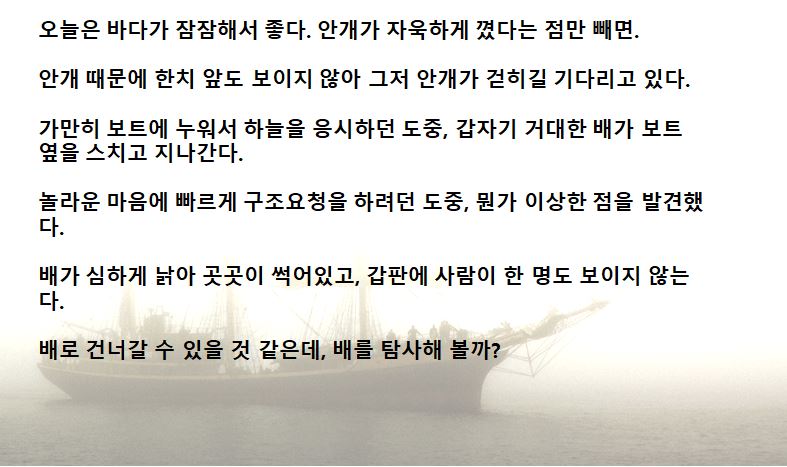 오늘은 바다가 잠잠해서 좋다. 안개가 자욱하게 꼈다는 점만 빼면.
안개 때문에 한치 앞도 보이지 않아 그저 안개가 걷히길 기다리고 있다.
가만히 보트에 누워서 하늘을 응시하던 도중, 갑자기 거대한 배가 보트
옆을 스치고 지나간다.
놀라운 마음에 빠르게 구조요청을 하려던 도중, 뭔가 이상한 점을 발견했
다.
배가 심하게 낡아 곳곳이 썩어있고, 갑판에 사람이 한 명도 보이지 않는
다.
배로 건너갈 수 있을 것 같은데, 배를 탐사해 볼까?